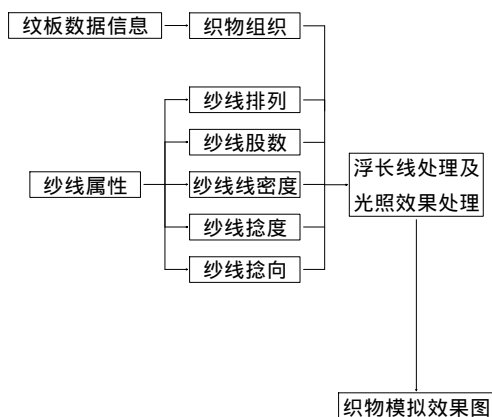 纹板数据信息
织物组织
纱线排列
纱线股数
纱线属性
纱线线密度
纱线捻度
纱线捻向
浮长线处理及
光照效果处理
织物模拟效果图